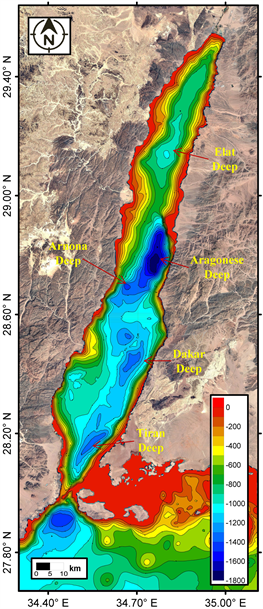 N
29.40° N
29.00° N
28.60° N
28.20° N
27.80° N
Elat
Deep
Arnona
Deep
Aragonese
Deep
Dakar
Deep
Tiran
Deep
0
-200
-400
-600
-800
-1000
-1200
-1400
-1600
-1800
km
0 5 10
34.40° E
34.70° E
35.00° E